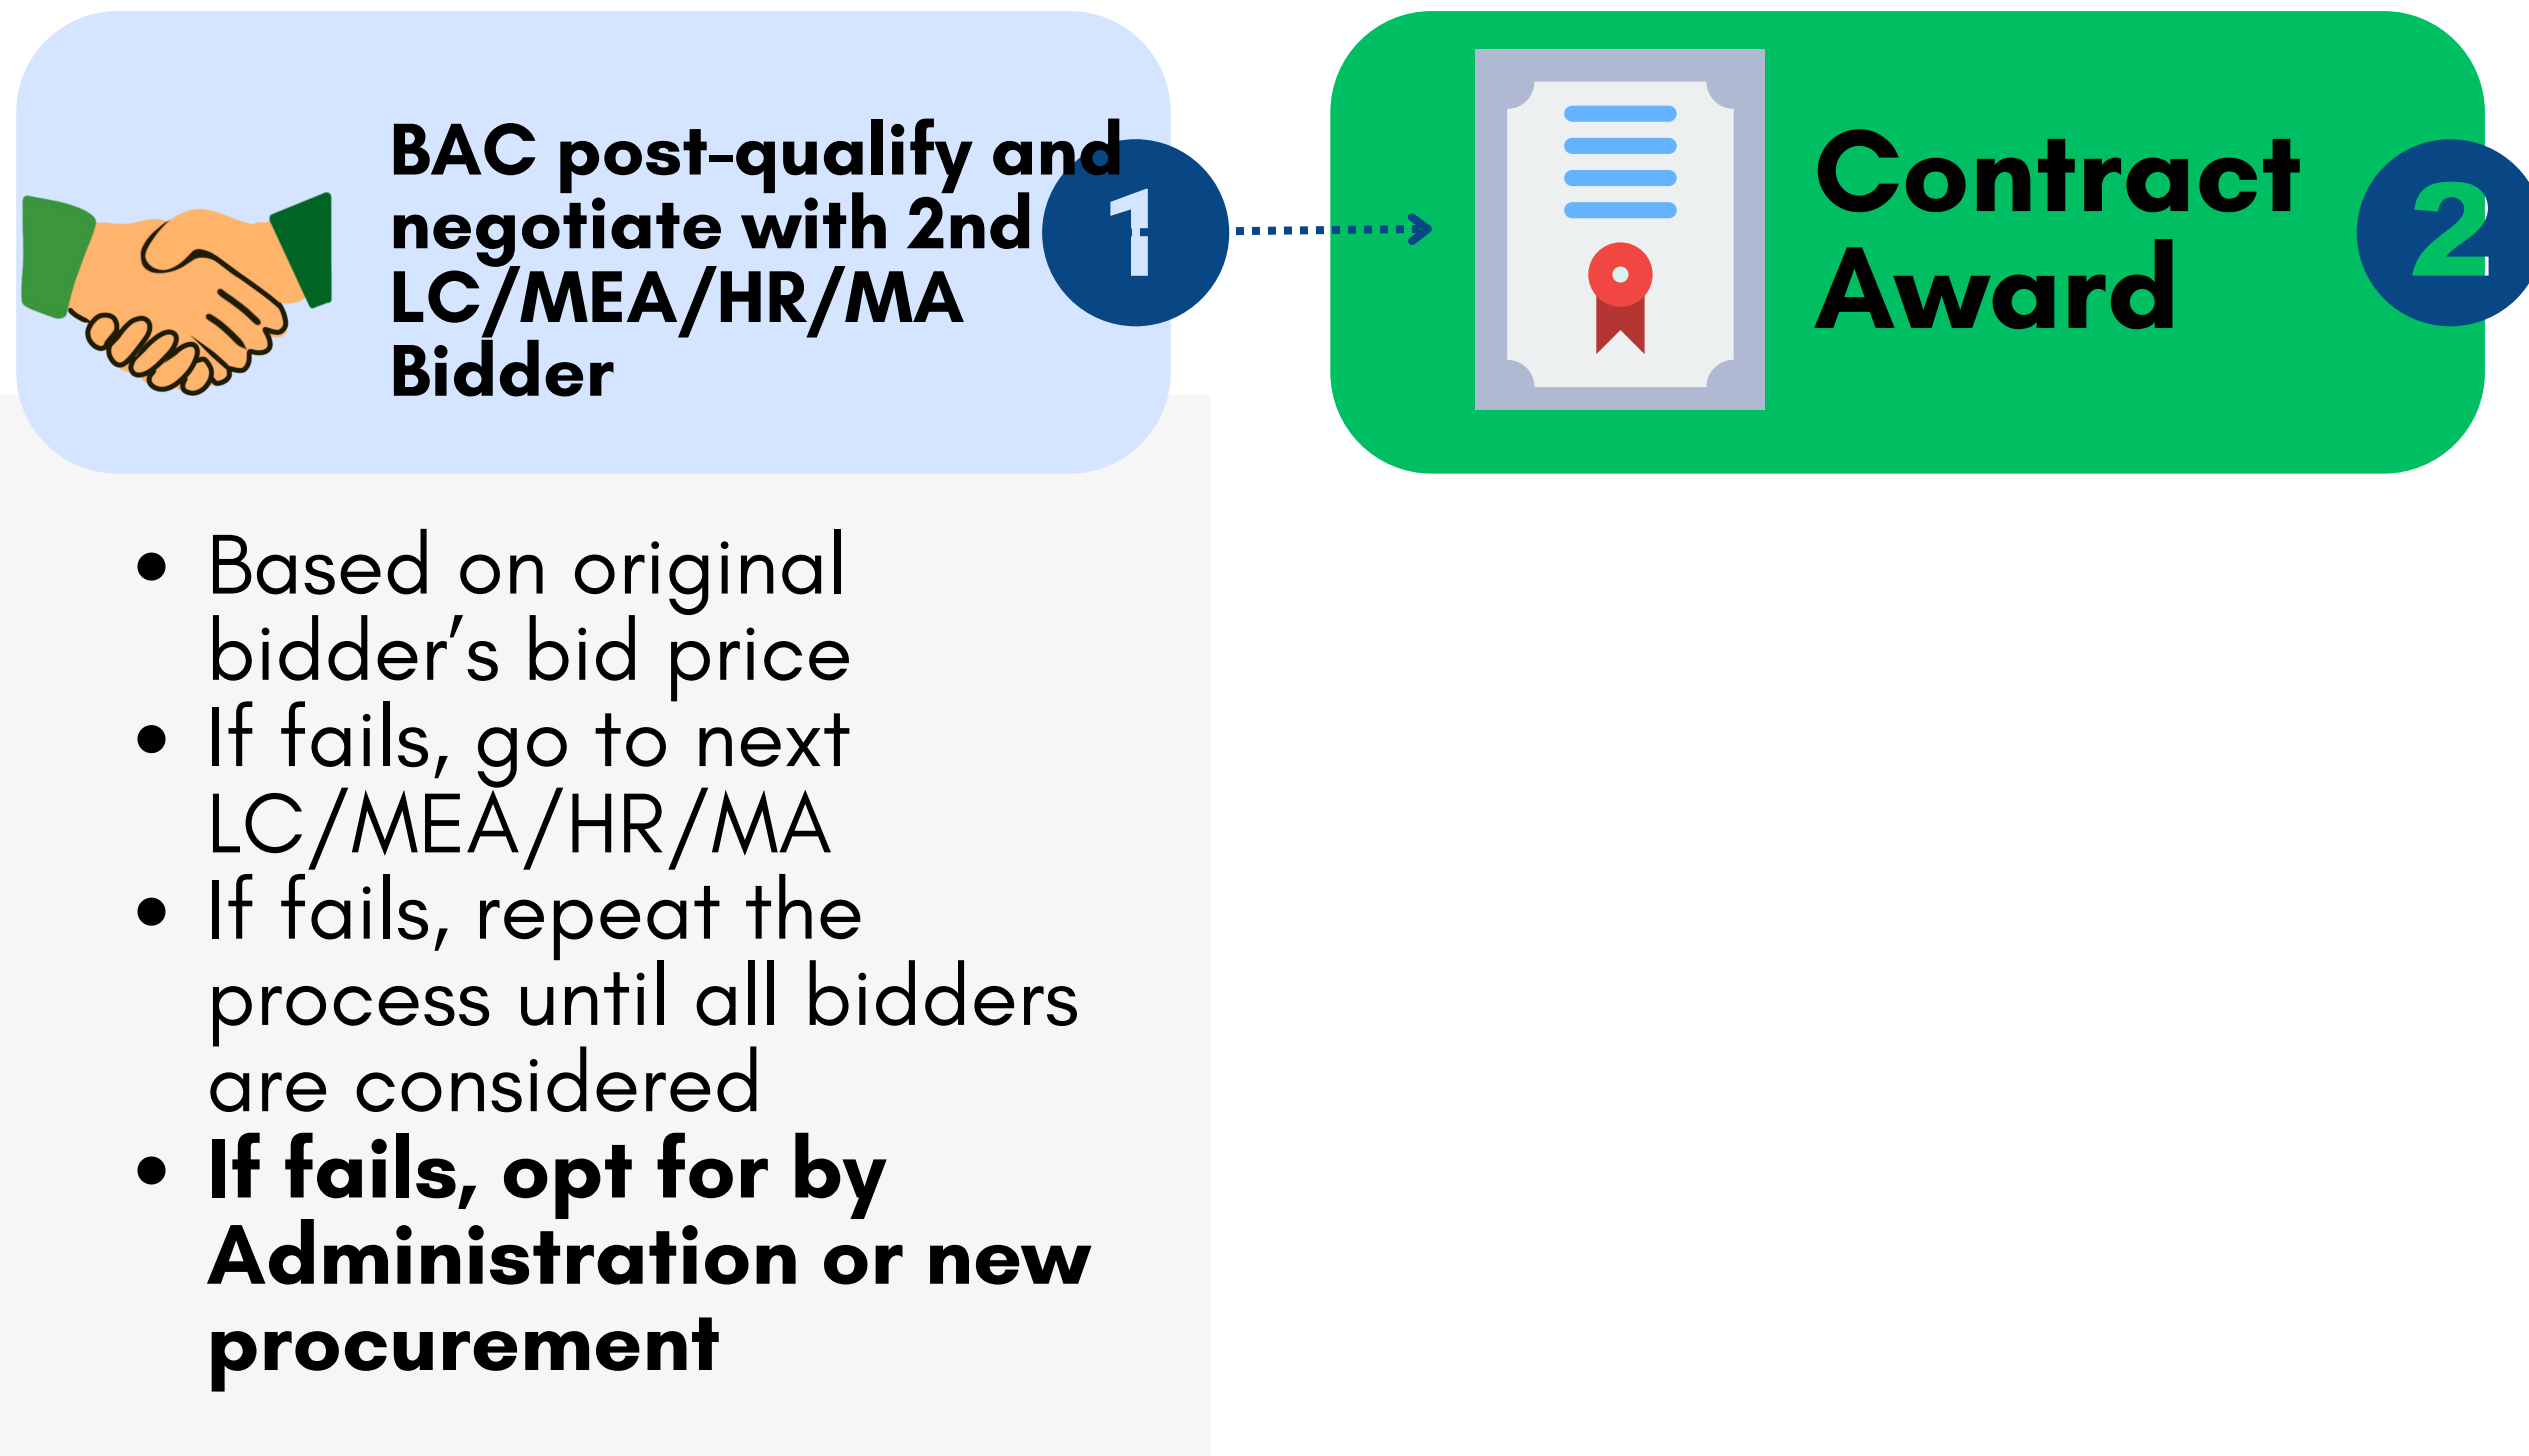 BAC post-qualify and
negotiate with 2nd
LC/MEA/HR/MA
Bidder
1
Contract
Award
2
• Based on original
bidder’s bid price
• If fails, go to next
LC/MEA/HR/MA
• If fails, repeat the
process until all bidders
are considered
• If fails, opt for by
Administration or new
procurement